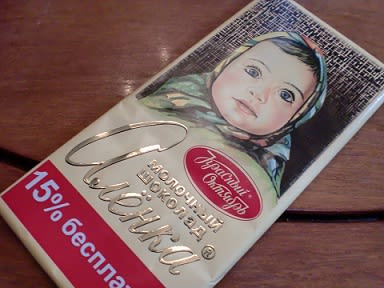 Красный
Октябрь
молочный
шоколад
Алёнка®
15% бесплат